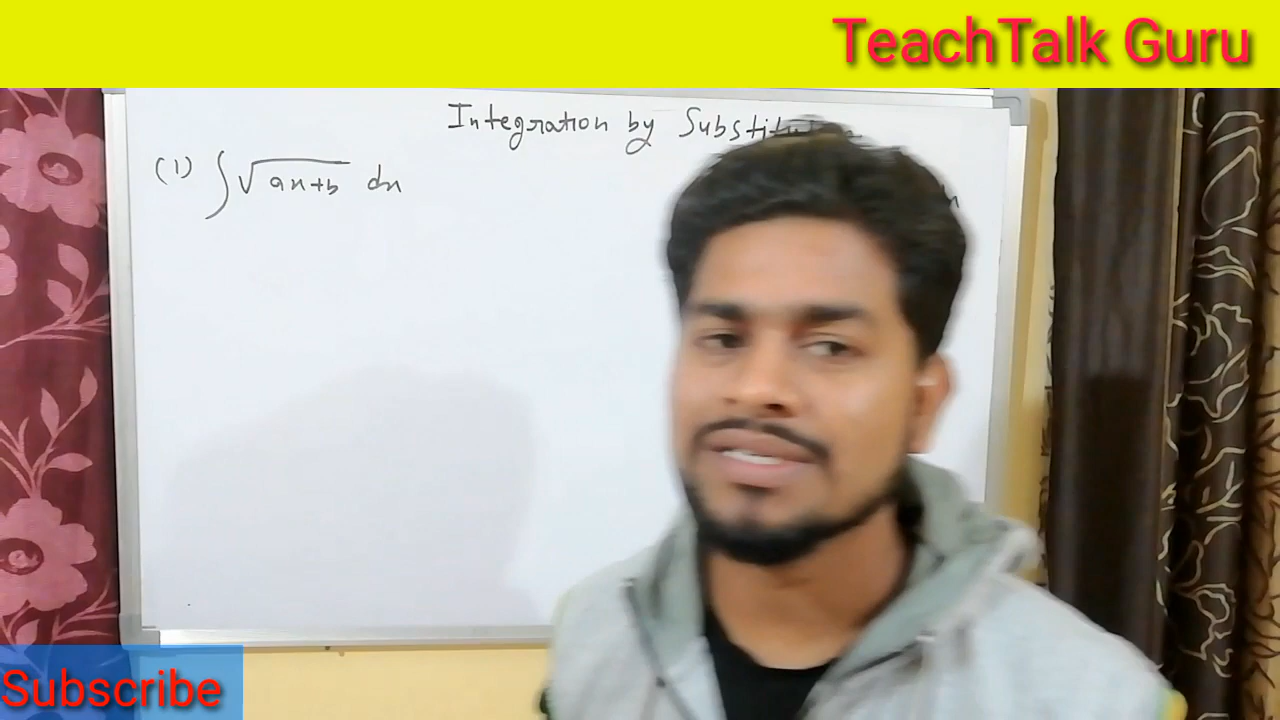 TeachTalk Guru
Integration by
(1) ∫√(ax+b) dx
Subscribe